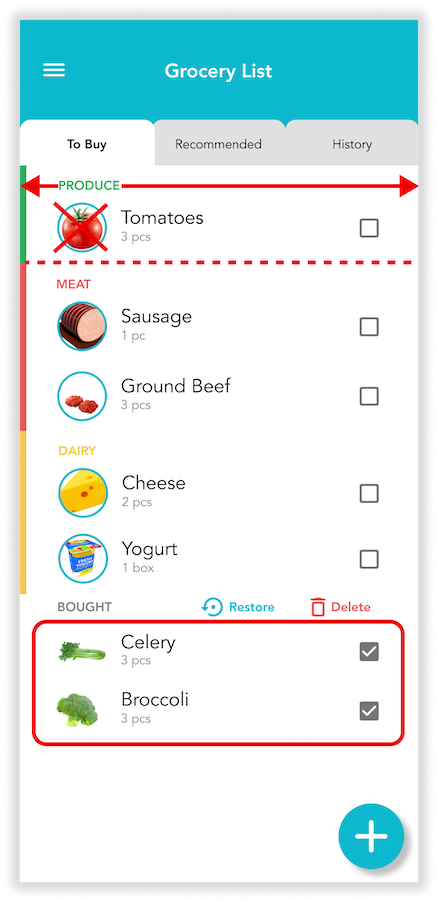 Grocery List
To Buy
Recommended
History
PRODUCE
Tomatoes
3 pcs
MEAT
Sausage
1 pc
Ground Beef
3 pcs
DAIRY
Cheese
2 pcs
Yogurt
1 box
BOUGHT
Restore
Delete
Celery
3 pcs
Broccoli
3 pcs